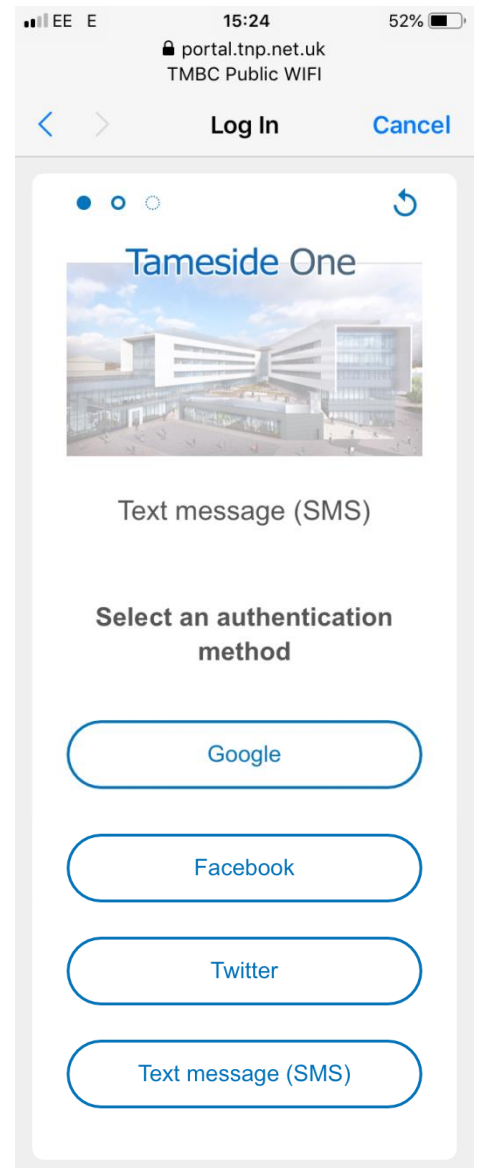 EE E 15:24 52%
portal.tnp.net.uk
TMBC Public WIFI
Log In Cancel
Tameside One
Text message (SMS)
Select an authentication
method
Google
Facebook
Twitter
Text message (SMS)